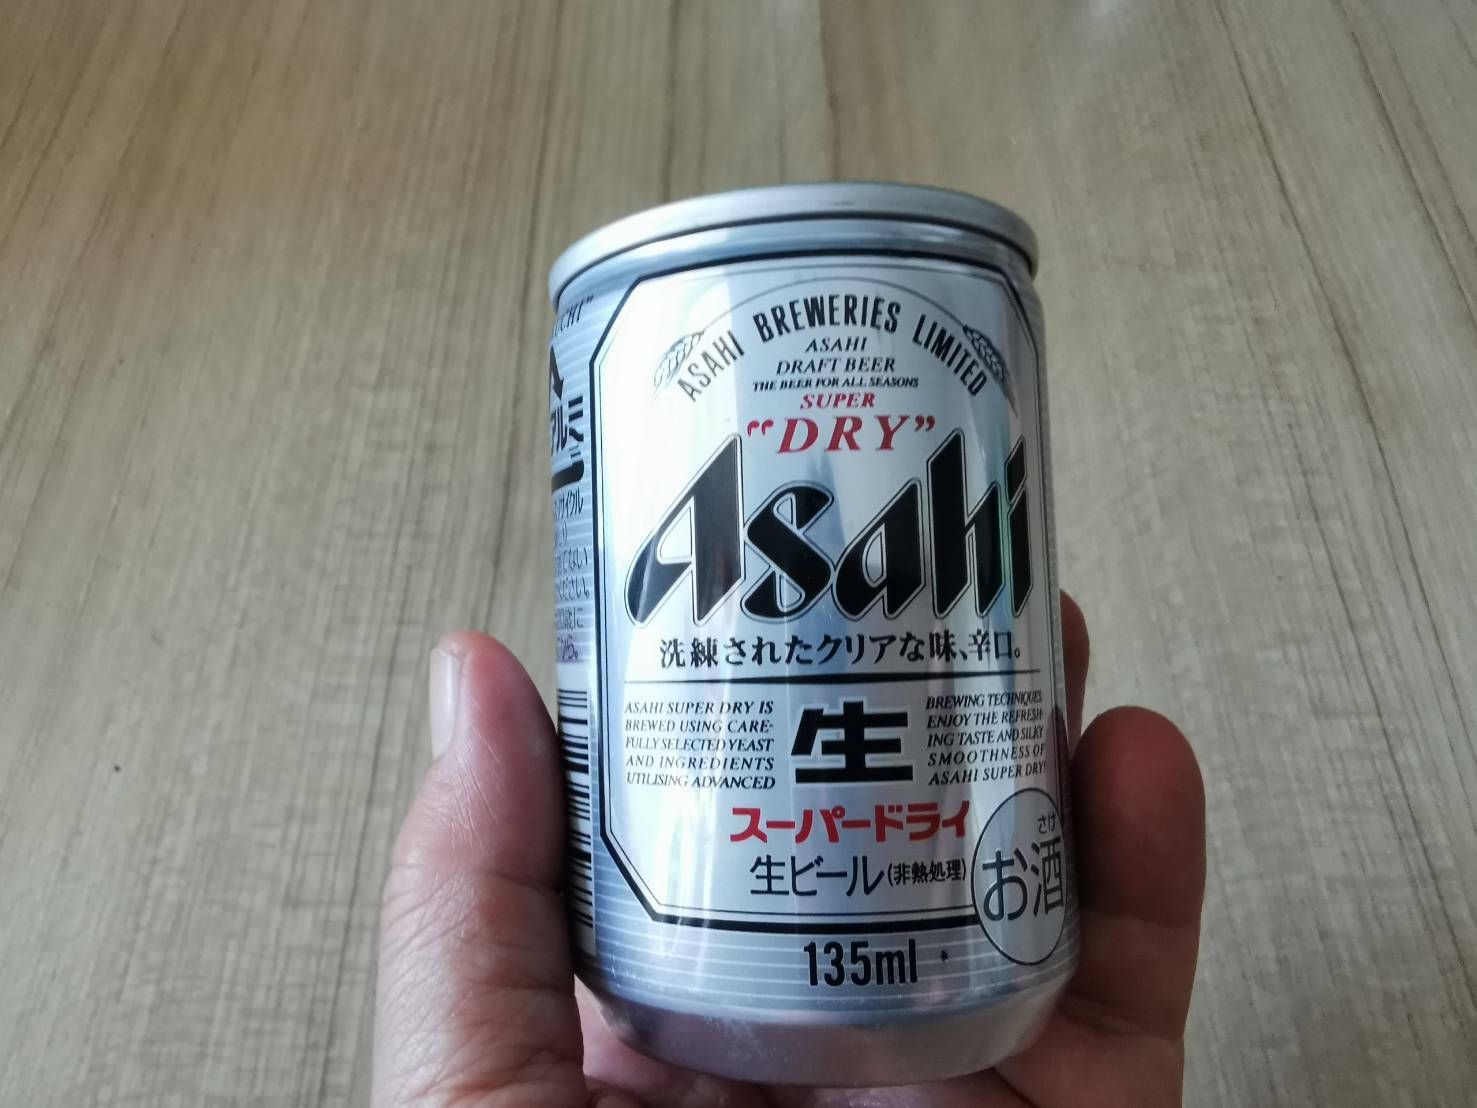 ASAHI BREWERIES LIMITED
ASAHI
DRAFT BEER
THE BEER FOR ALL SEASONS
SUPER
"DRY"
Asahi
洗練されたクリアな味、辛口。
ASAHI SUPER DRY IS
BREWED USING CARE-
FULLY SELECTED YEAST
AND INGREDIENTS
UTILISING ADVANCED
生
BREWING TECHNIQUES.
ENJOY THE REFRESH-
ING TASTE AND SILKY
SMOOTHNESS OF
ASAHI SUPER DRY!
スーパードライ
生ビール(非熱処理)
さけ
お酒
135ml
アルミ